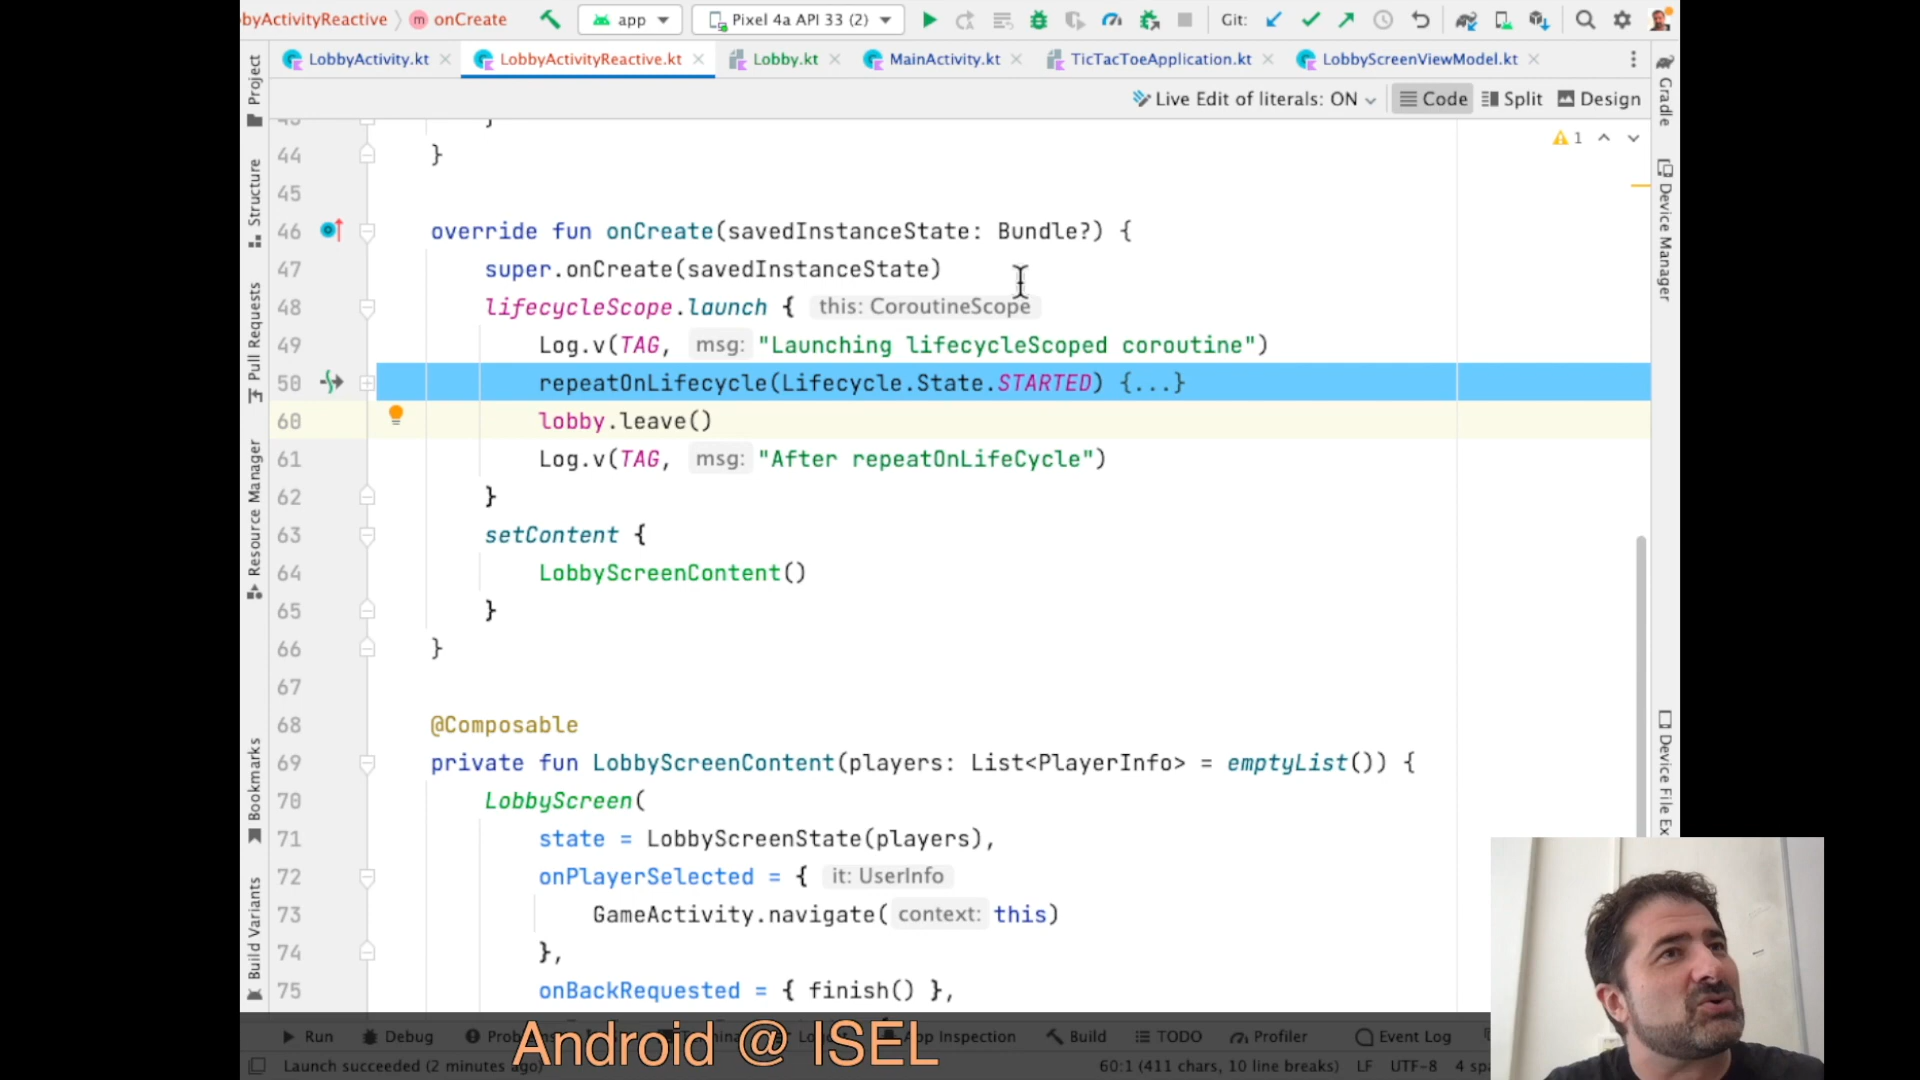 byActivityReactive 〉 m onCreate app Pixel 4a API 33 (2) Git:
LobbyActivity.kt LobbyActivityReactive.kt Lobby.kt MainActivity.kt TicTacToeApplication.kt LobbyScreenViewModel.kt
Live Edit of literals: ON Code Split Design
1
Project
Structure
Pull Requests
Resource Manager
Bookmarks
Build Variants
44 }
45
46 override fun onCreate(savedInstanceState: Bundle?) {
47 super.onCreate(savedInstanceState)
48 lifecycleScope.launch { this: CoroutineScope
49 Log.v(TAG, msg: "Launching lifecycleScoped coroutine")
50 repeatOnLifecycle(Lifecycle.State.STARTED) {...}
60 lobby.leave()
61 Log.v(TAG, msg: "After repeatOnLifeCycle")
62 }
63 setContent {
64 LobbyScreenContent()
65 }
66 }
67
68 @Composable
69 private fun LobbyScreenContent(players: List<PlayerInfo> = emptyList()) {
70 LobbyScreen(
71 state = LobbyScreenState(players),
72 onPlayerSelected = { it: UserInfo
73 GameActivity.navigate( context: this)
74 },
75 onBackRequested = { finish() },
Gradle
Device Manager
Device File Ex
Run Debug App Inspection Build TODO Profiler Event Log
Android @ ISEL
Launch succeeded (2 minutes ago) 60:1 (411 chars, 10 line breaks) LF UTF-8 4 spa